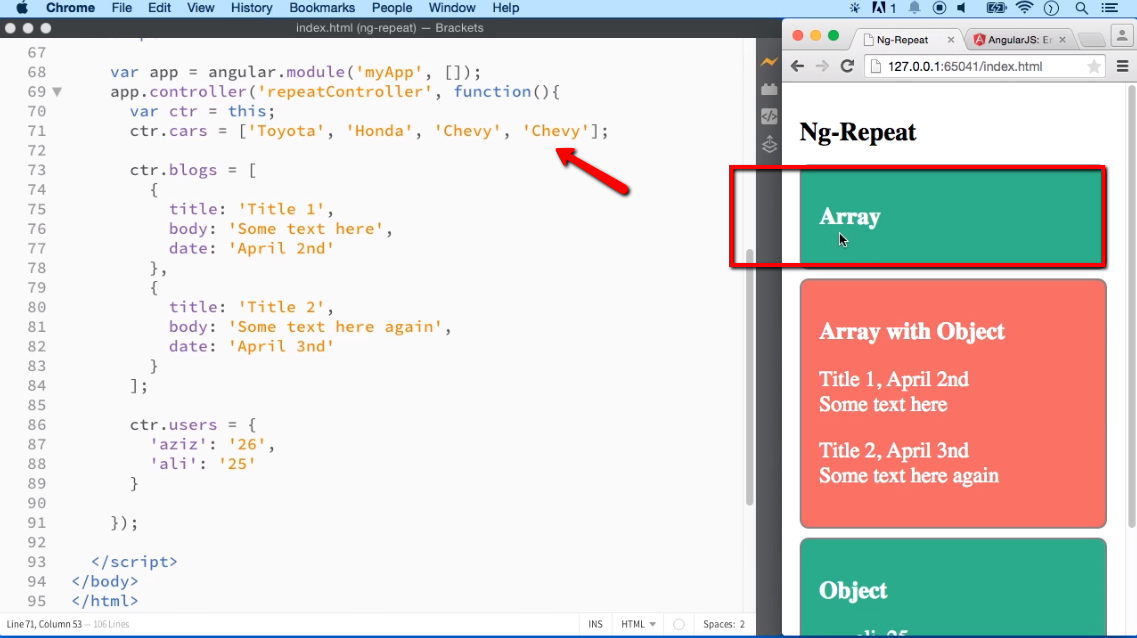 Chrome File Edit View History Bookmarks People Window Help 1
index.html (ng-repeat) — Brackets
67
68 var app = angular.module('myApp', []);
69 app.controller('repeatController', function(){
70 var ctr = this;
71 ctr.cars = ['Toyota', 'Honda', 'Chevy', 'Chevy'];
72
73 ctr.blogs = [
74 {
75 title: 'Title 1',
76 body: 'Some text here',
77 date: 'April 2nd'
78 },
79 {
80 title: 'Title 2',
81 body: 'Some text here again',
82 date: 'April 3nd'
83 }
84 ];
85
86 ctr.users = {
87 'aziz': '26',
88 'ali': '25'
89 }
90
91 });
92
93 </script>
94 </body>
95 </html>
Line 71, Column 53 — 106 Lines
INS HTML Spaces: 2
Ng-Repeat
AngularJS: Er
127.0.0.1:65041/index.html
Ng-Repeat
Array
Array with Object
Title 1, April 2nd
Some text here
Title 2, April 3nd
Some text here again
Object
ali: 25